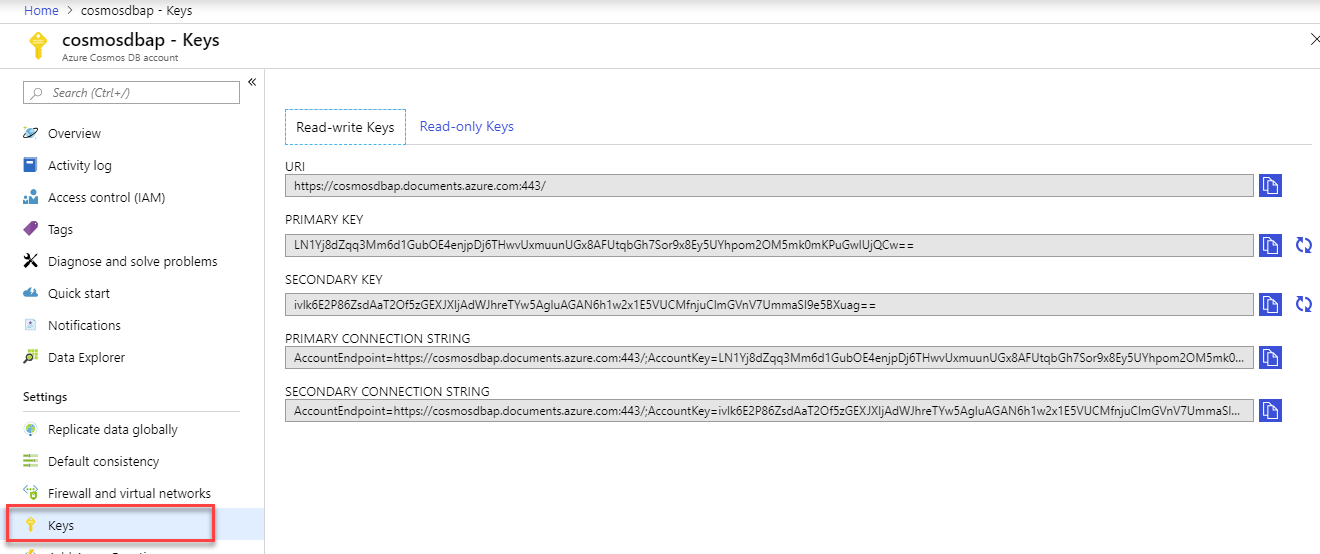 Home > cosmosdbap - Keys
cosmosdbap - Keys
Azure Cosmos DB account
Search (Ctrl+/)
Overview
Activity log
Access control (IAM)
Tags
Diagnose and solve problems
Quick start
Notifications
Data Explorer
Settings
Replicate data globally
Default consistency
Firewall and virtual networks
Keys
Read-write Keys
Read-only Keys
URI
https://cosmosdbap.documents.azure.com:443/
PRIMARY KEY
LN1Yj8dZqq3Mm6d1GubOE4enjpDj6THwvUxmuunUGx8AFUtqbGh7Sor9x8Ey5UYhpom2OM5mk0mKPuGwlUjQCw==
SECONDARY KEY
ivIk6E2P86ZsdAaT2Of5zGEXJXIjAdWJhreTYw5AgluAGAN6h1w2x1E5VUCMfnjuClmGVnV7UmmaSl9e5BXuag==
PRIMARY CONNECTION STRING
AccountEndpoint=https://cosmosdbap.documents.azure.com:443/;AccountKey=LN1Yj8dZqq3Mm6d1GubOE4enjpDj6THwvUxmuunUGx8AFUtqbGh7Sor9x8Ey5UYhpom2OM5mk0...
SECONDARY CONNECTION STRING
AccountEndpoint=https://cosmosdbap.documents.azure.com:443/;AccountKey=ivIk6E2P86ZsdAaT2Of5zGEXJXIjAdWJhreTYw5AgluAGAN6h1w2x1E5VUCMfnjuClmGVnV7UmmaSl...